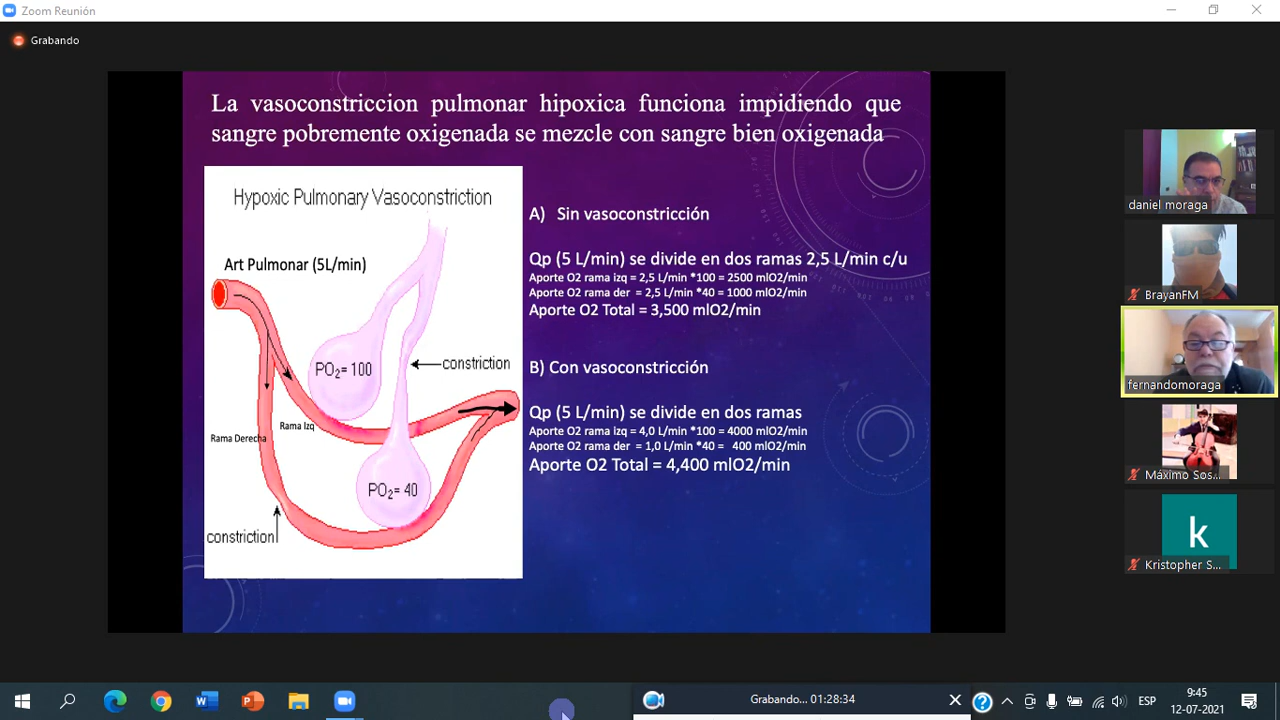 Zoom Reunión
Grabando
La vasoconstriccion pulmonar hipoxica funciona impidiendo que
sangre pobremente oxigenada se mezcle con sangre bien oxigenada
Hypoxic Pulmonary Vasoconstriction
Art Pulmonar (5L/min)
PO2= 100
constriction
Rama Izq
Rama Derecha
PO2= 40
constriction
A) Sin vasoconstricción
Qp (5 L/min) se divide en dos ramas 2,5 L/min c/u
Aporte O2 rama izq = 2,5 L/min *100 = 2500 mlO2/min
Aporte O2 rama der = 2,5 L/min *40 = 1000 mlO2/min
Aporte O2 Total = 3,500 mlO2/min
B) Con vasoconstricción
Qp (5 L/min) se divide en dos ramas
Aporte O2 rama izq = 4,0 L/min *100 = 4000 mlO2/min
Aporte O2 rama der = 1,0 L/min *40 = 400 mlO2/min
Aporte O2 Total = 4,400 mlO2/min
daniel moraga
BrayanFM
fernandomoraga
Máximo Sos...
k
Kristopher S...
Grabando... 01:28:34
ESP
9:45
12-07-2021